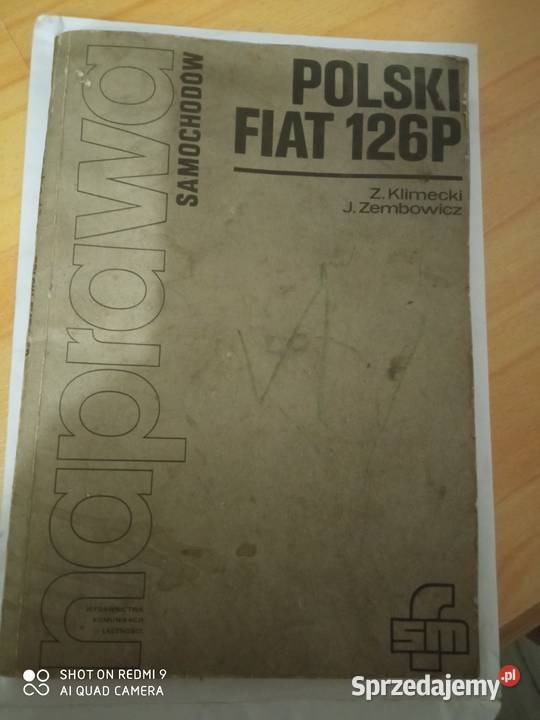 naprawa
SAMOCHODÓW
POLSKI
FIAT 126P
Z. Klimecki
J. Zembowicz
WYDAWNICTWA
KOMUNIKACJI
I ŁĄCZNOŚCI
fsm
SHOT ON REDMI 9
AI QUAD CAMERA
Sprzedajemy.pl